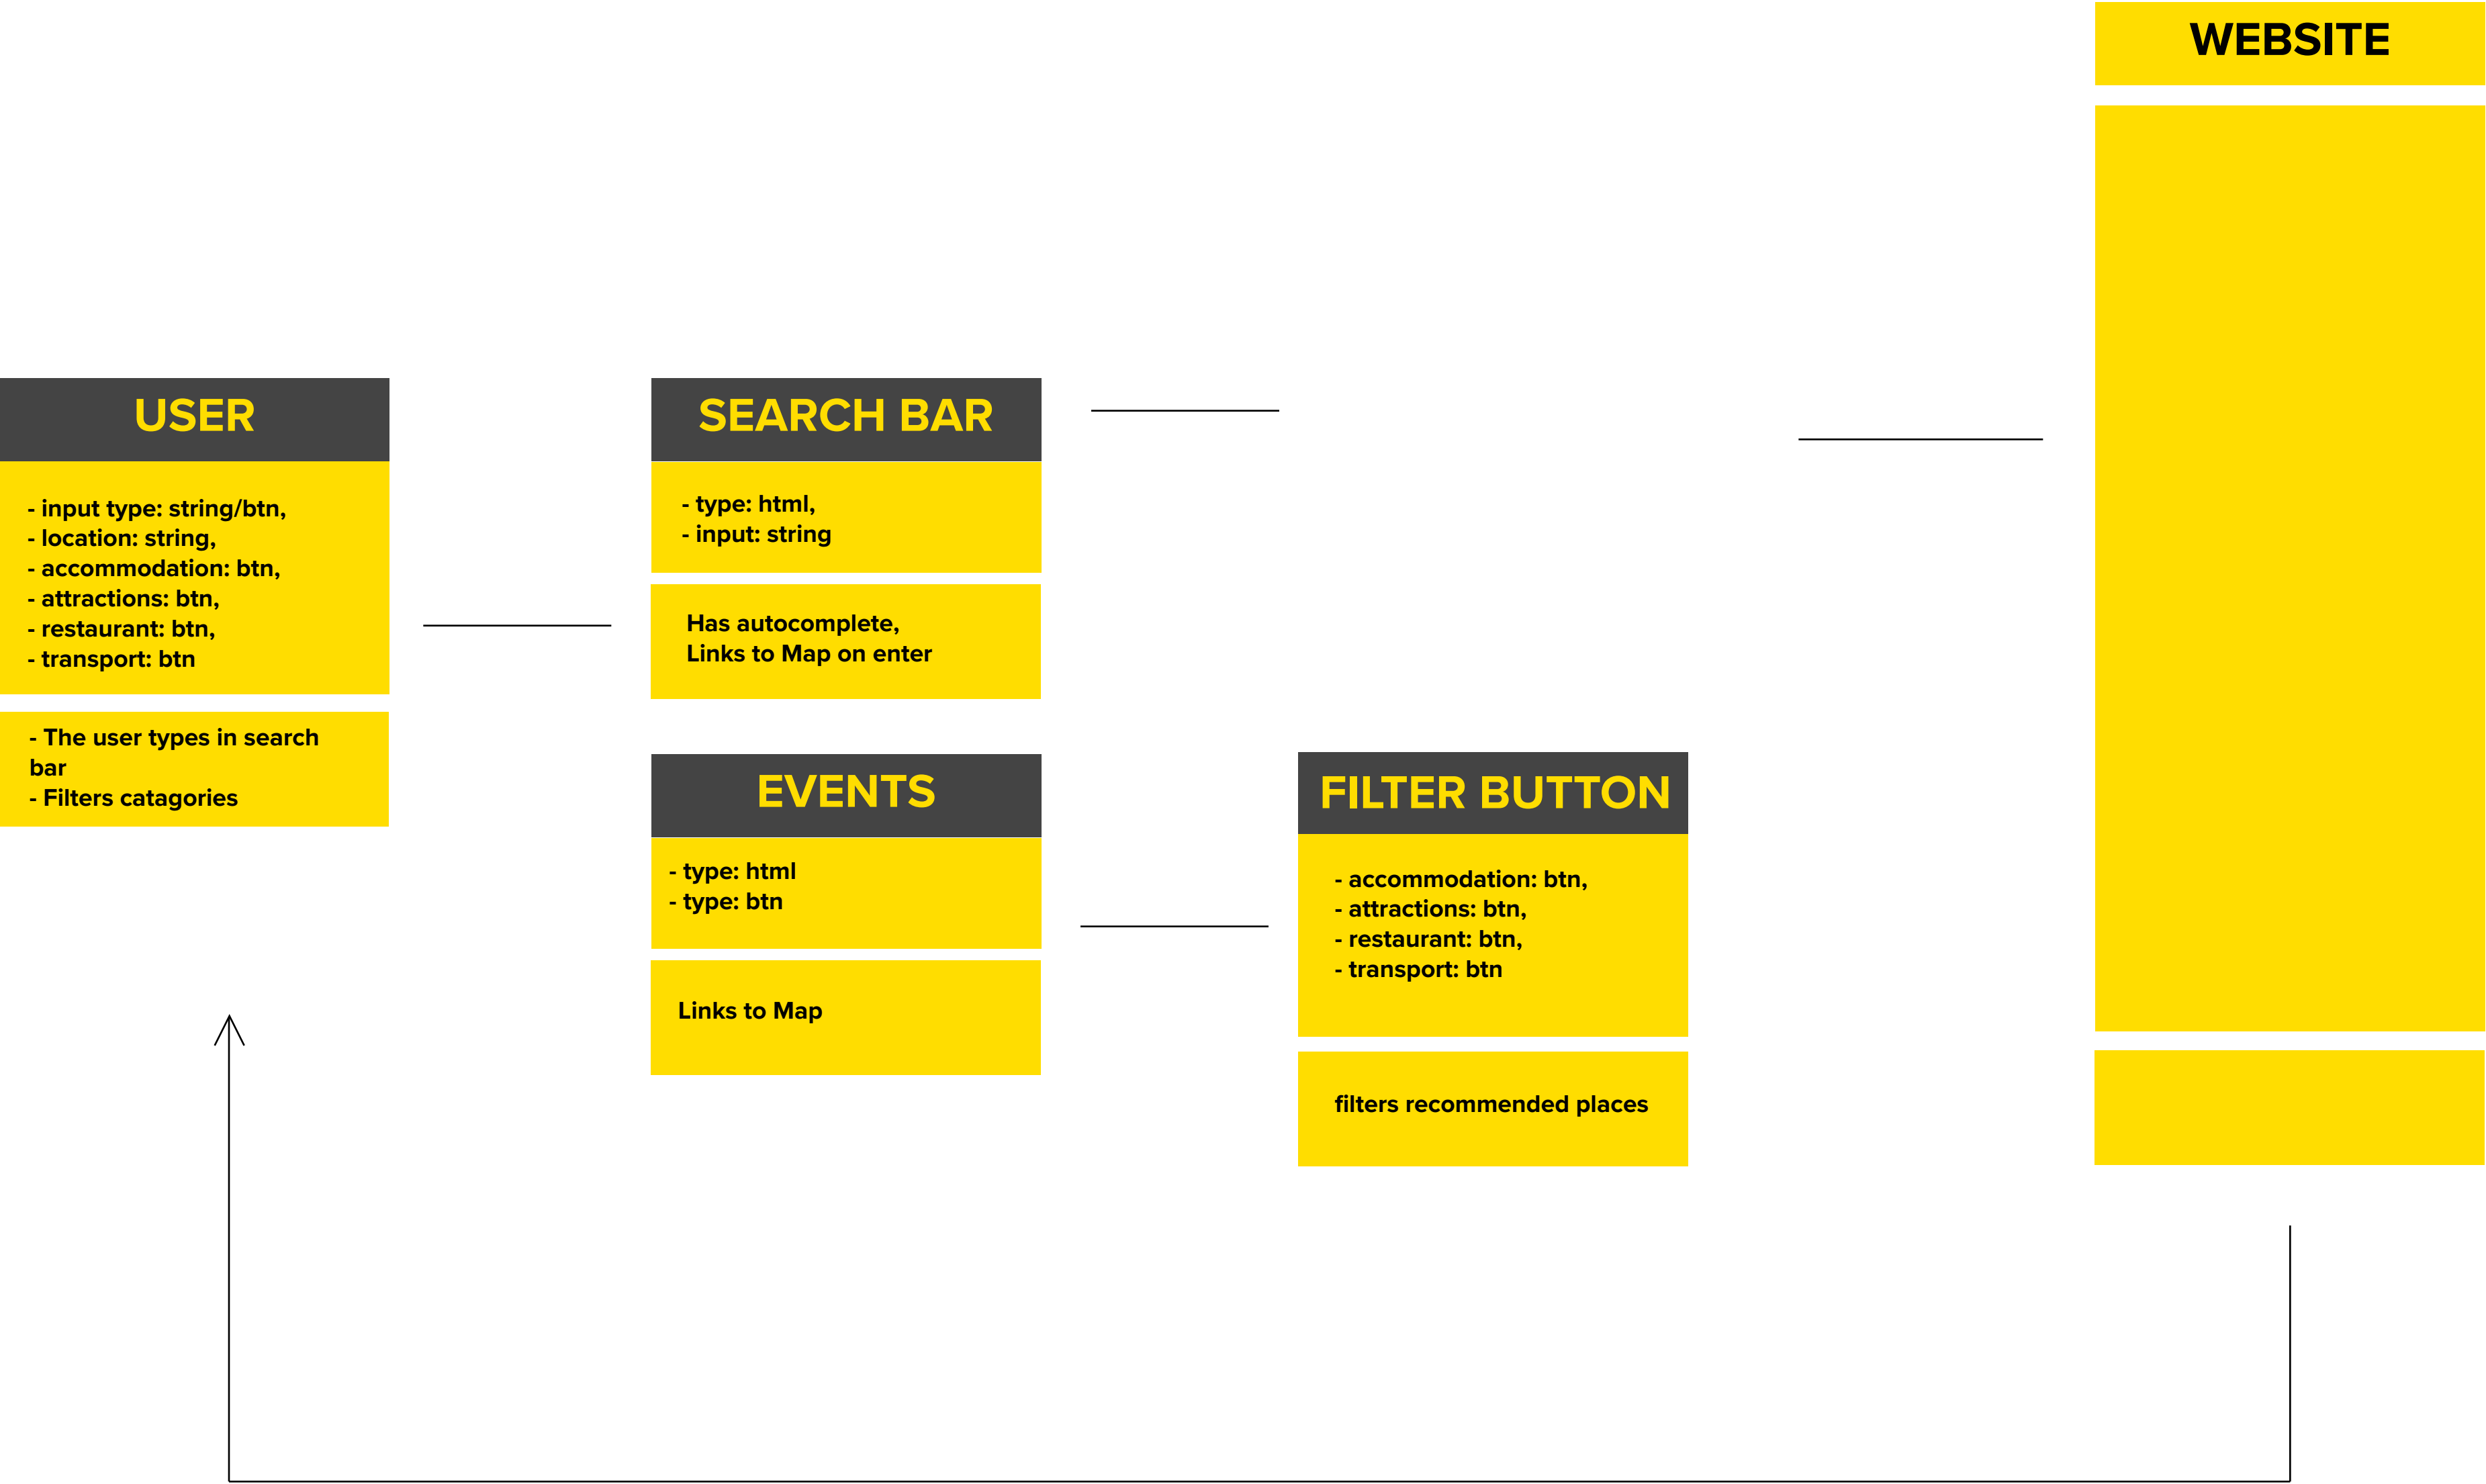 WEBSITE
USER
- input type: string/btn,
- location: string,
- accommodation: btn,
- attractions: btn,
- restaurant: btn,
- transport: btn
- The user types in search
bar
- Filters catagories
SEARCH BAR
- type: html,
- input: string
Has autocomplete,
Links to Map on enter
EVENTS
- type: html
- type: btn
Links to Map
FILTER BUTTON
- accommodation: btn,
- attractions: btn,
- restaurant: btn,
- transport: btn
filters recommended places